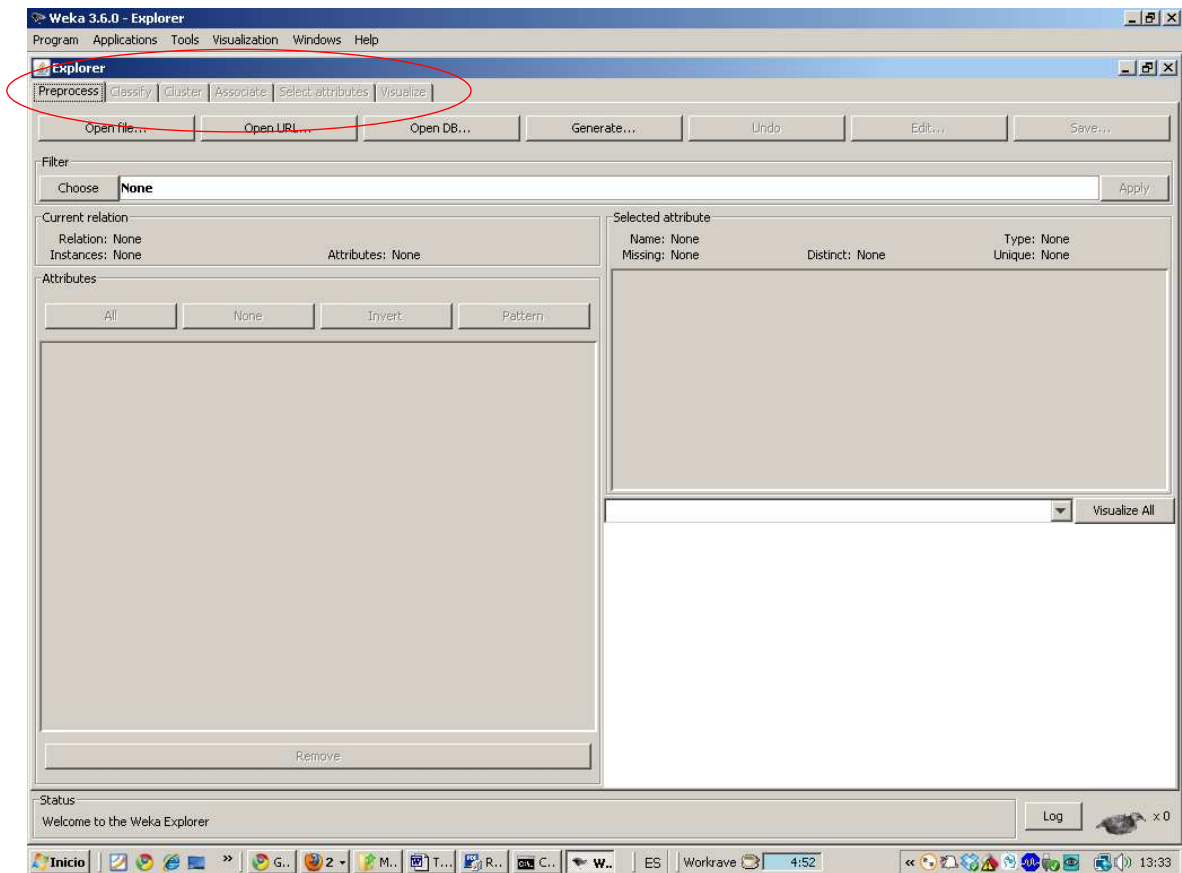 Weka 3.6.0 - Explorer
Program Applications Tools Visualization Windows Help
Explorer
Preprocess Classify Cluster Associate Select attributes Visualize
Open file... Open URL... Open DB... Generate... Undo Edit... Save...
Filter
Choose None Apply
Current relation
Relation: None
Instances: None Attributes: None
Selected attribute
Name: None Type: None
Missing: None Distinct: None Unique: None
Attributes
All None Invert Pattern
Visualize All
Remove
Status
Welcome to the Weka Explorer
Log x 0
Inicio » G.. 2 M.. T... R.. C... W.. ES Workrave 4:52 « 13:33